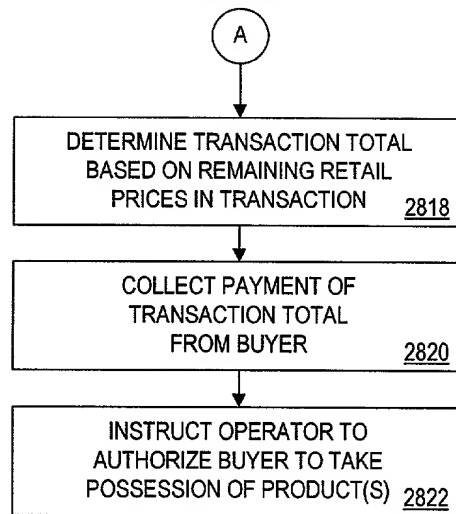 A
DETERMINE TRANSACTION TOTAL
BASED ON REMAINING RETAIL
PRICES IN TRANSACTION 2818
COLLECT PAYMENT OF
TRANSACTION TOTAL
FROM BUYER 2820
INSTRUCT OPERATOR TO
AUTHORIZE BUYER TO TAKE
POSSESSION OF PRODUCT(S) 2822